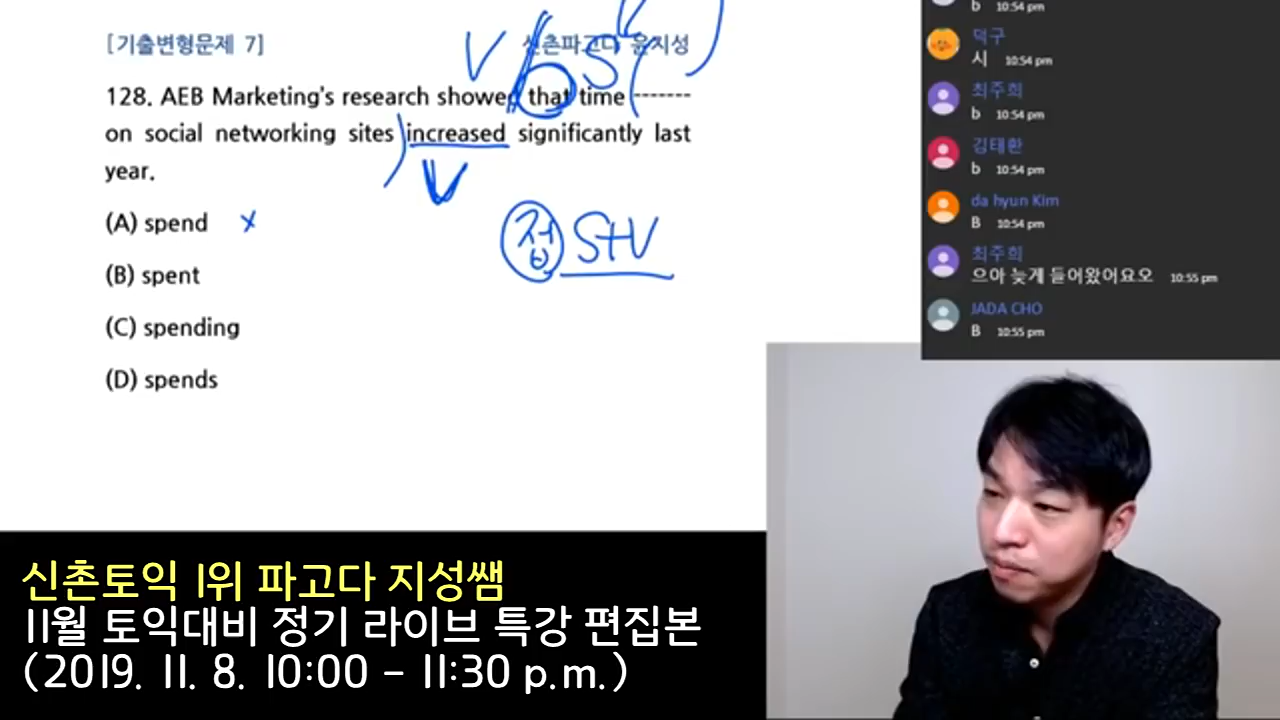 [기출변형문제 7]
신촌파고다 윤지성
V
S
128. AEB Marketing's research showed that time -------
on social networking sites increased significantly last
year.
V
접 S+V
(A) spend x
(B) spent
(C) spending
(D) spends
b 10:54 pm
덕구
시 10:54 pm
최주희
b 10:54 pm
김태환
b 10:54 pm
da hyun Kim
B 10:54 pm
최주희
으아 늦게 들어왔어요오 10:55 pm
JADA CHO
B 10:55 pm
신촌토익 1위 파고다 지성쌤
11월 토익대비 정기 라이브 특강 편집본
(2019. 11. 8. 10:00 - 11:30 p.m.)